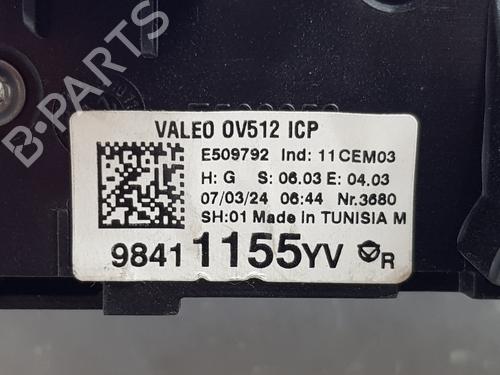 VALEO 0V512 ICP
E509792 Ind: 11CEM03
H: G S: 06.03 E: 04.03
07/03/24 06:44 Nr.3680
SH:01 Made in TUNISIA M
98411155YV R
B-PARTS